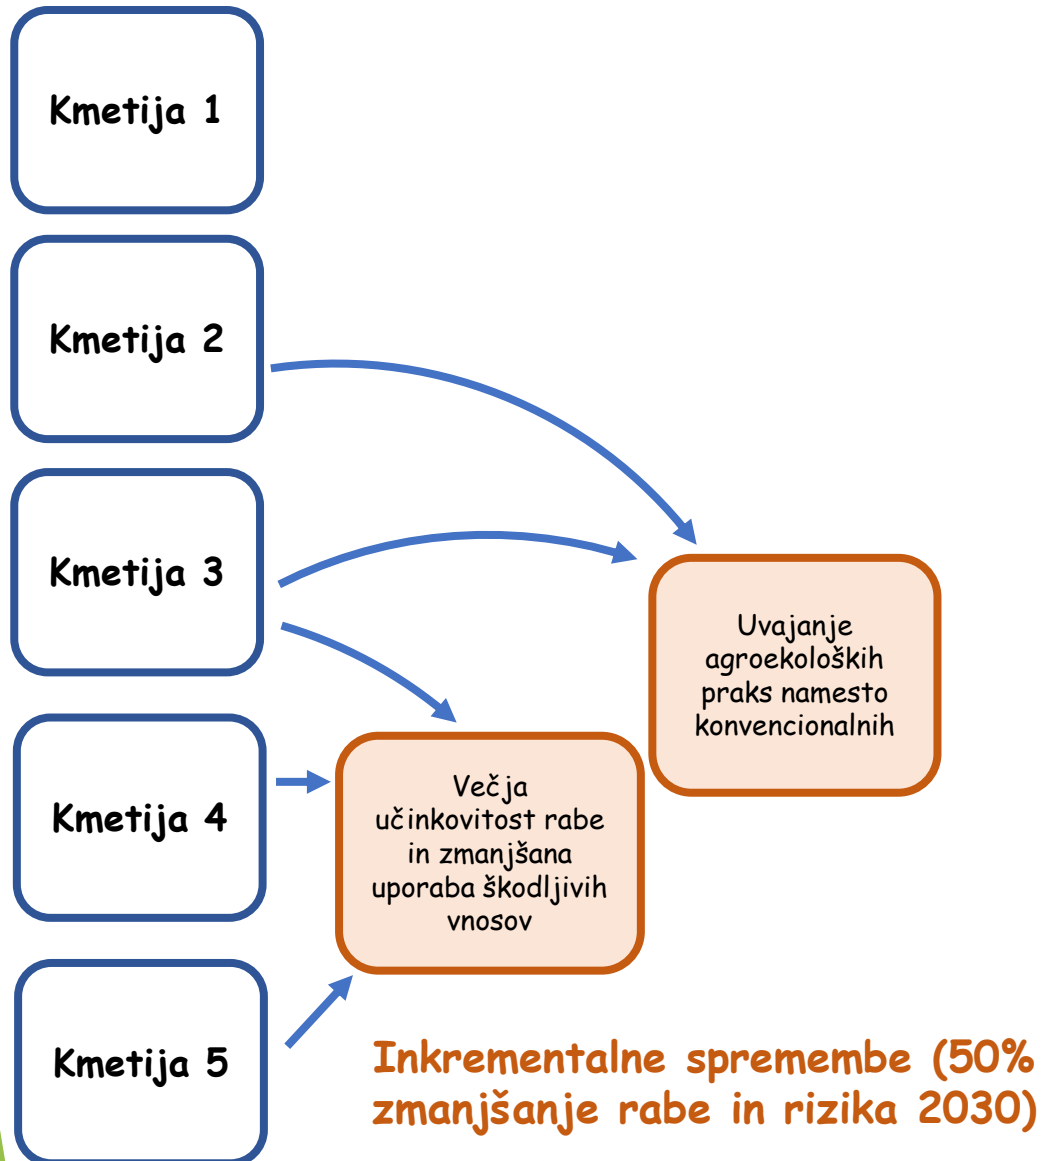 Kmetija 1
Kmetija 2
Kmetija 3
Uvajanje
agroekoloških
praks namesto
konvencionalnih
Kmetija 4
Večja
učinkovitost rabe
in zmanjšana
uporaba škodljivih
vnosov
Kmetija 5
Inkrementalne spremembe (50%
zmanjšanje rabe in rizika 2030)